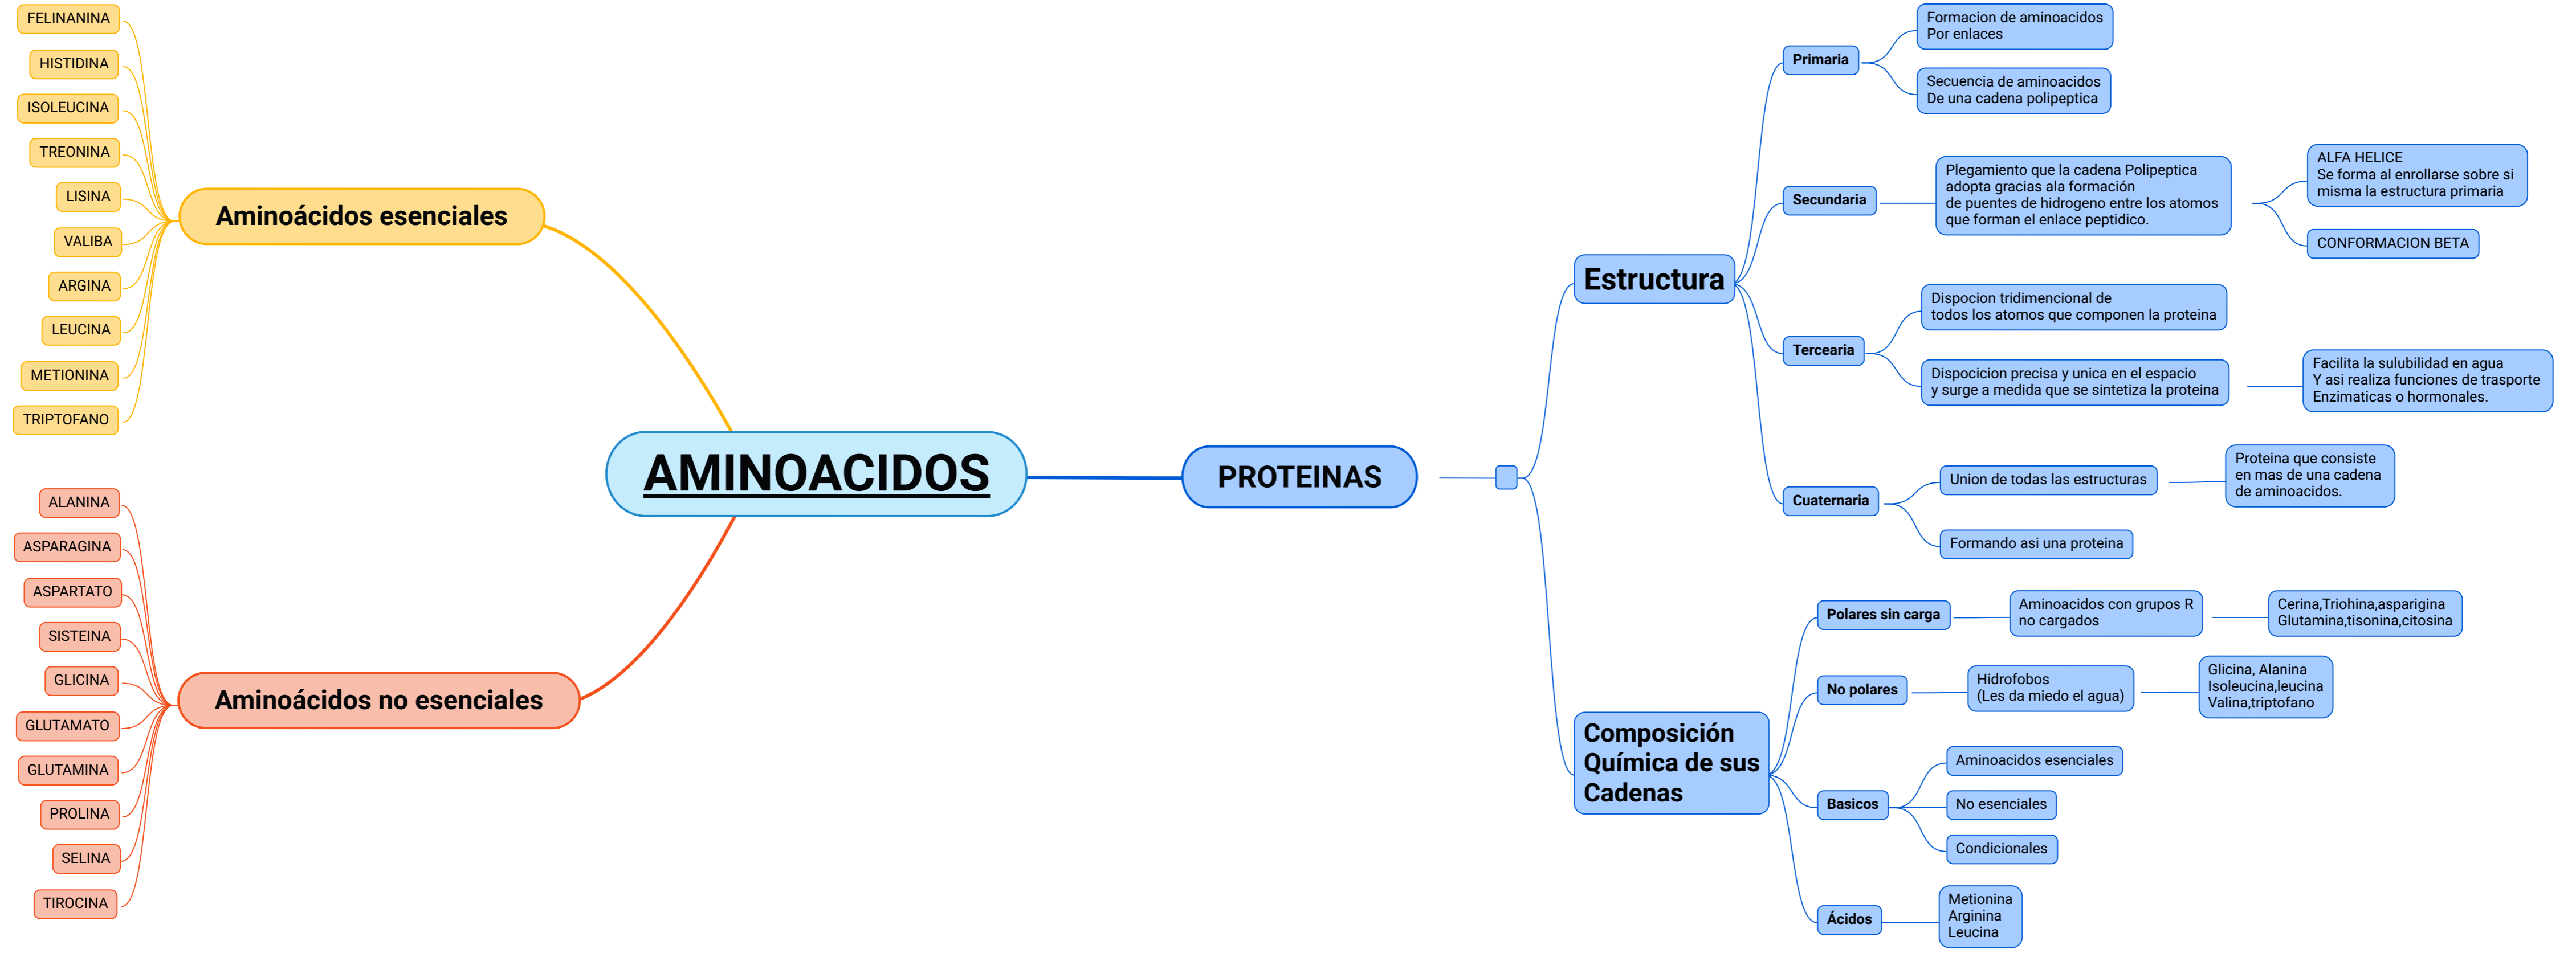 AMINOACIDOS
Aminoácidos esenciales
FELINANINA
HISTIDINA
ISOLEUCINA
TREONINA
LISINA
VALIBA
ARGINA
LEUCINA
METIONINA
TRIPTOFANO
Aminoácidos no esenciales
ALANINA
ASPARAGINA
ASPARTATO
SISTEINA
GLICINA
GLUTAMATO
GLUTAMINA
PROLINA
SELINA
TIROCINA
PROTEINAS
Estructura
Primaria
Formacion de aminoacidos
Por enlaces
Secuencia de aminoacidos
De una cadena polipeptica
Secundaria
Plegamiento que la cadena Polipeptica
adopta gracias ala formación
de puentes de hidrogeno entre los atomos
que forman el enlace peptidico.
ALFA HELICE
Se forma al enrollarse sobre si
misma la estructura primaria
CONFORMACION BETA
Tercearia
Dispocion tridimencional de
todos los atomos que componen la proteina
Dispocicion precisa y unica en el espacio
y surge a medida que se sintetiza la proteina
Facilita la sulubilidad en agua
Y asi realiza funciones de trasporte
Enzimaticas o hormonales.
Cuaternaria
Union de todas las estructuras
Proteina que consiste
en mas de una cadena
de aminoacidos.
Formando asi una proteina
Composición
Química de sus
Cadenas
Polares sin carga
Aminoacidos con grupos R
no cargados
Cerina,Triohina,asparigina
Glutamina,tisonina,citosina
No polares
Hidrofobos
(Les da miedo el agua)
Glicina, Alanina
Isoleucina,leucina
Valina,triptofano
Basicos
Aminoacidos esenciales
No esenciales
Condicionales
Ácidos
Metionina
Arginina
Leucina